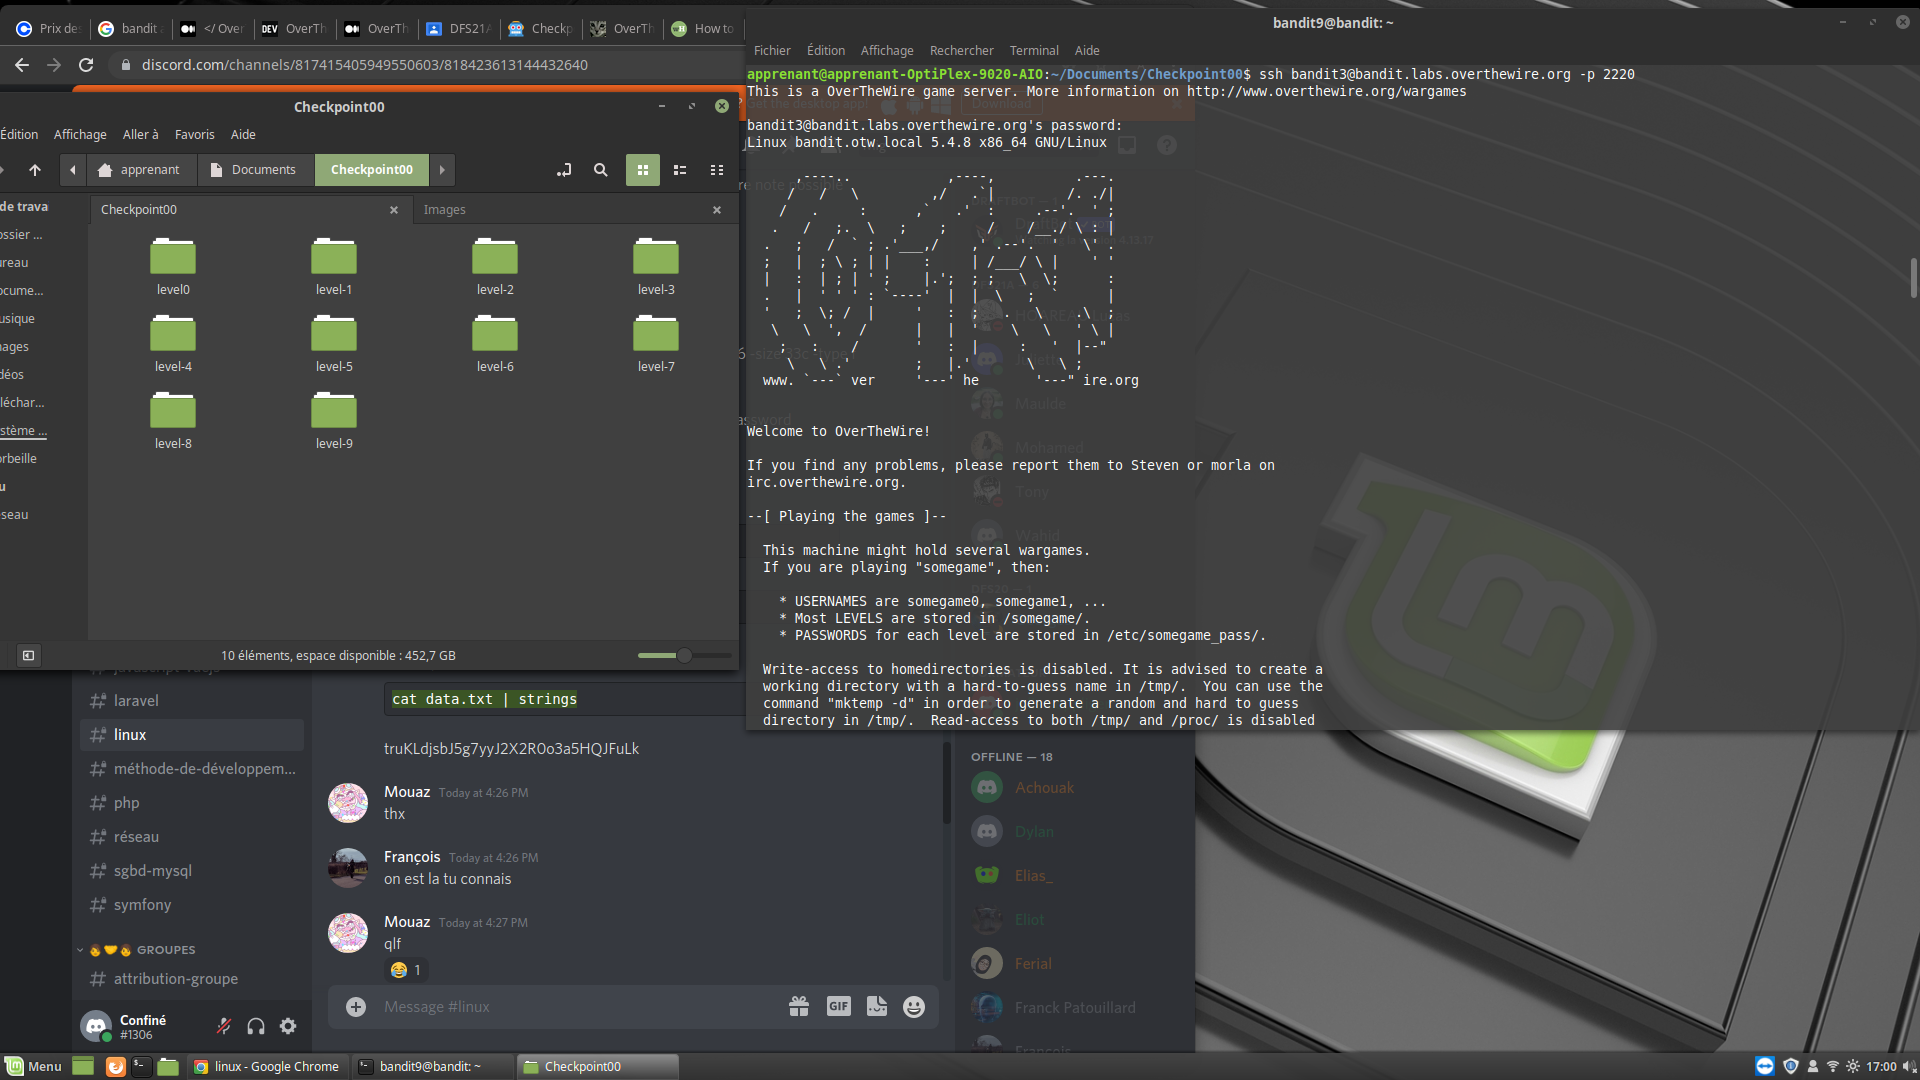 Prix des
bandit
</ Over
OverTh
OverTh
DFS21A
Checkp
OverTh
How to
discord.com/channels/817415405949550603/818423613144432640
Checkpoint00
Édition Affichage Aller à Favoris Aide
apprenant Documents Checkpoint00
Checkpoint00 Images
level0 level-1 level-2 level-3
level-4 level-5 level-6 level-7
level-8 level-9
10 éléments, espace disponible : 452,7 GB
bandit9@bandit: ~
Fichier Édition Affichage Rechercher Terminal Aide
apprenant@apprenant-OptiPlex-9020-AIO:~/Documents/Checkpoint00$ ssh bandit3@bandit.labs.overthewire.org -p 2220
This is a OverTheWire game server. More information on http://www.overthewire.org/wargames
bandit3@bandit.labs.overthewire.org's password:
Linux bandit.otw.local 5.4.8 x86_64 GNU/Linux
www. ver he ire.org
Welcome to OverTheWire!
If you find any problems, please report them to Steven or morla on
irc.overthewire.org.
--[ Playing the games ]--
This machine might hold several wargames.
If you are playing "somegame", then:
* USERNAMES are somegame0, somegame1, ...
* Most LEVELS are stored in /somegame/.
* PASSWORDS for each level are stored in /etc/somegame_pass/.
Write-access to homedirectories is disabled. It is advised to create a
working directory with a hard-to-guess name in /tmp/. You can use the
command "mktemp -d" in order to generate a random and hard to guess
directory in /tmp/. Read-access to both /tmp/ and /proc/ is disabled
Maulde
Mohamed
Tony
Wahid
laravel
linux
méthode-de-développem...
php
réseau
sgbd-mysql
symfony
GROUPES
attribution-groupe
Confiné
#1306
cat data.txt | strings
truKLdjsbJ5g7yyJ2X2R0o3a5HQJFuLk
Mouaz Today at 4:26 PM
thx
François Today at 4:26 PM
on est la tu connais
Mouaz Today at 4:27 PM
qlf
1
Message #linux
GIF
OFFLINE — 18
Achouak
Dylan
Elias_
Eliot
Ferial
Franck Patouillard
François
Menu
linux - Google Chrome
bandit9@bandit: ~
Checkpoint00
17:00